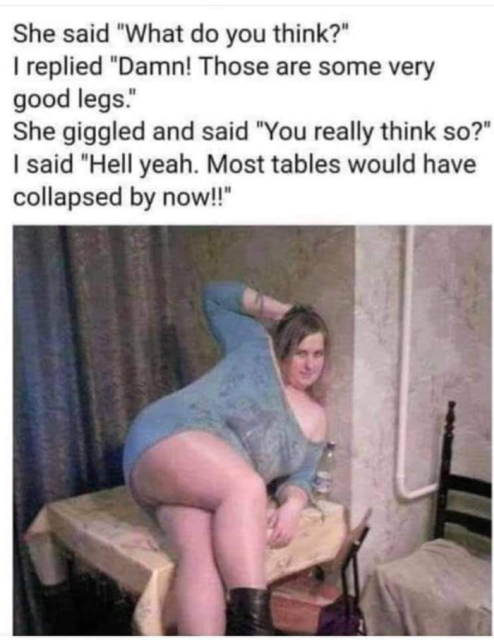 She said "What do you think?"
I replied "Damn! Those are some very
good legs."
She giggled and said "You really think so?"
I said "Hell yeah. Most tables would have
collapsed by now!!"